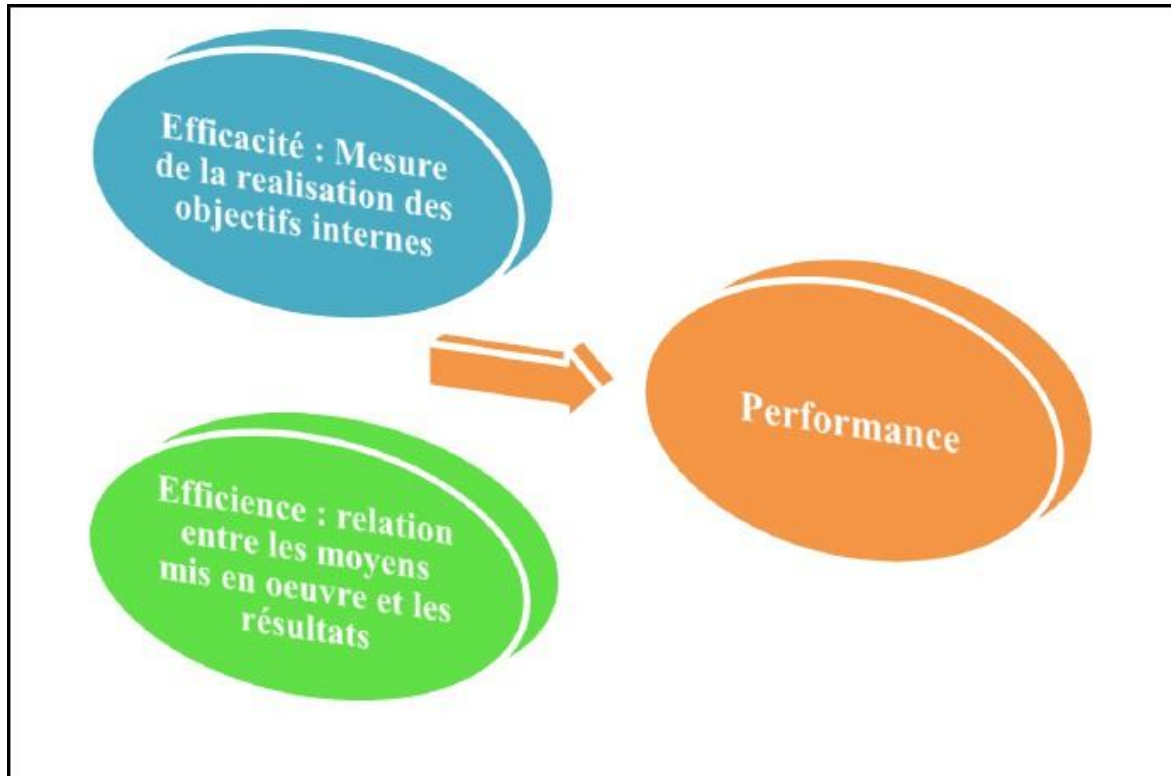 Efficacité : Mesure
de la realisation des
objectifs internes
Performance
Efficience : relation
entre les moyens
mis en oeuvre et les
résultats